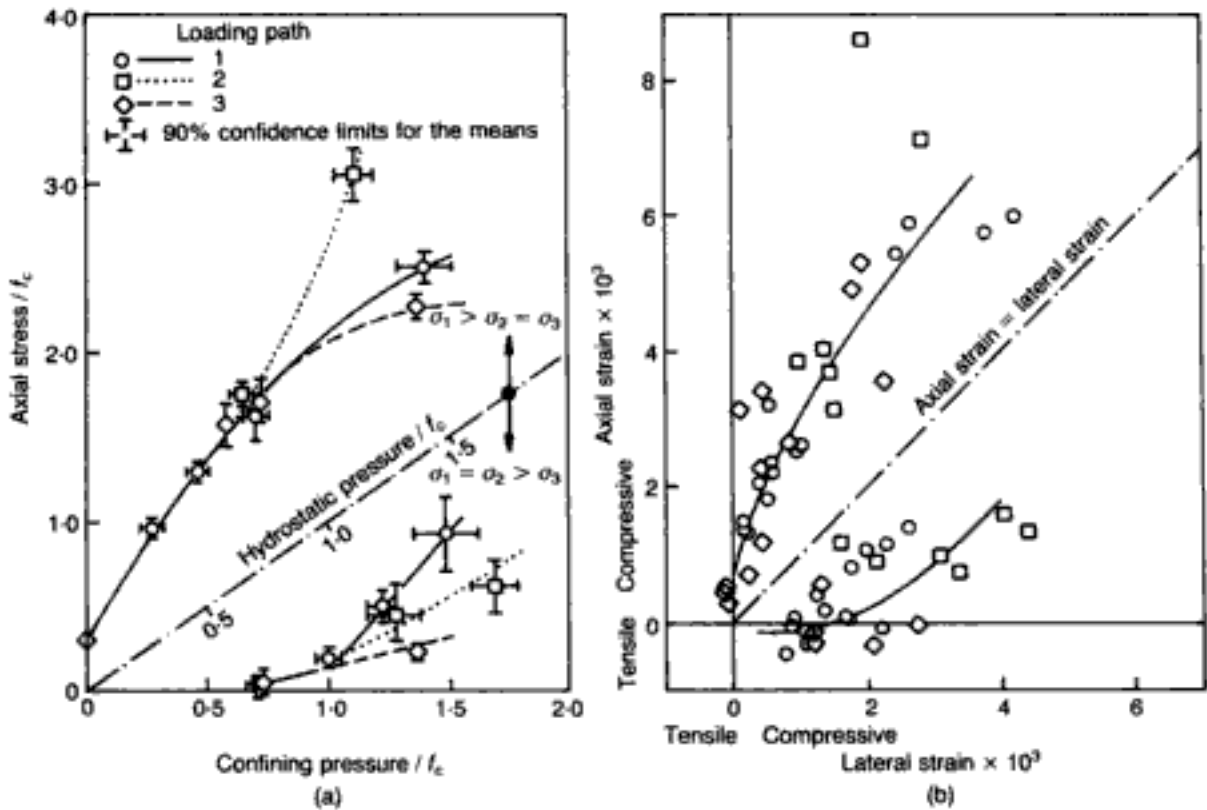 4·0
Loading path
1
2
3
90% confidence limits for the means
3·0
2·0
1·0
0
Axial stress / f_c
σ₁ > σ₂ = σ₃
Hydrostatic pressure / f_c
0·5
1·0
1·5
σ₁ = σ₂ > σ₃
0
0·5
1·0
1·5
2·0
Confining pressure / f_c
(a)
8
6
4
2
0
Axial strain × 10³
Compressive
Tensile
Axial strain = lateral strain
0
2
4
6
Tensile
Compressive
Lateral strain × 10³
(b)